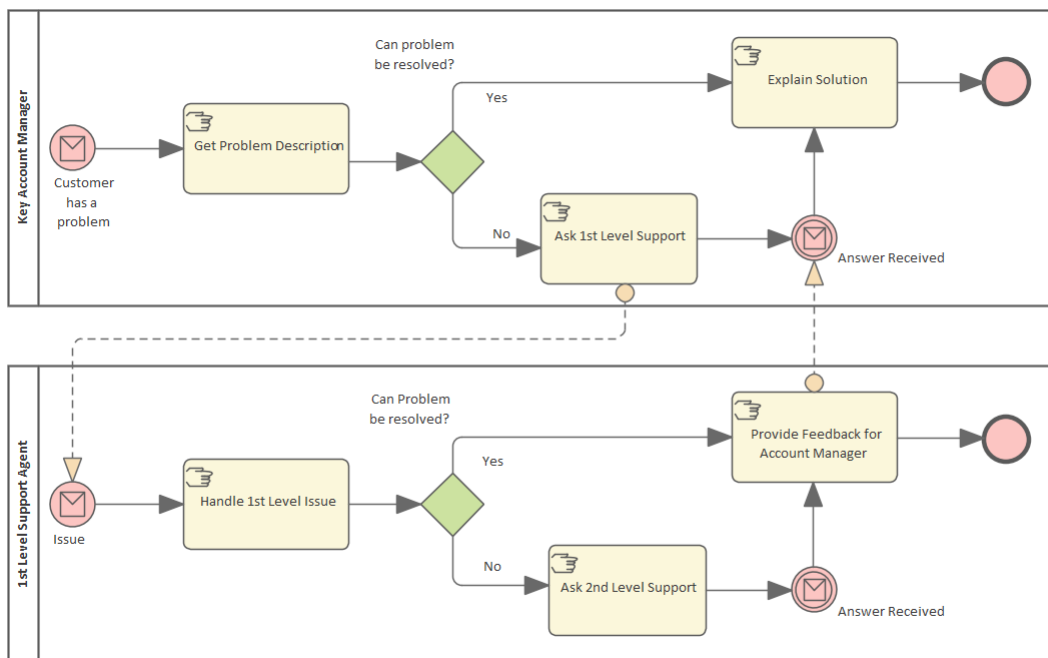 Key Account Manager
Can problem
be resolved?
Yes
Explain Solution
Get Problem Description
Customer
has a
problem
No
Ask 1st Level Support
Answer Received
1st Level Support Agent
Can Problem
be resolved?
Yes
Provide Feedback for
Account Manager
Handle 1st Level Issue
Issue
No
Ask 2nd Level Support
Answer Received